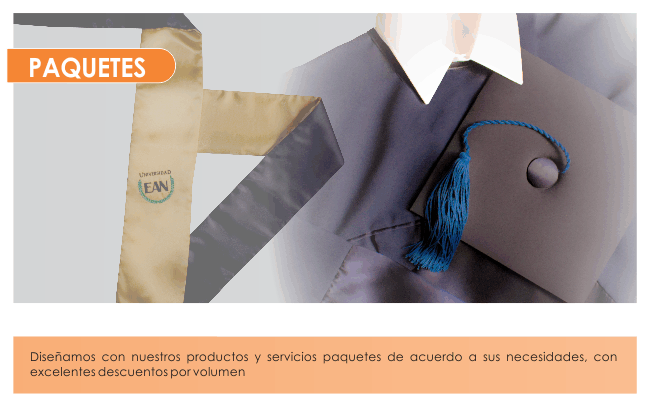 PAQUETES
UNIVERSIDAD
EAN
Diseñamos con nuestros productos y servicios paquetes de acuerdo a sus necesidades, con
excelentes descuentos por volumen